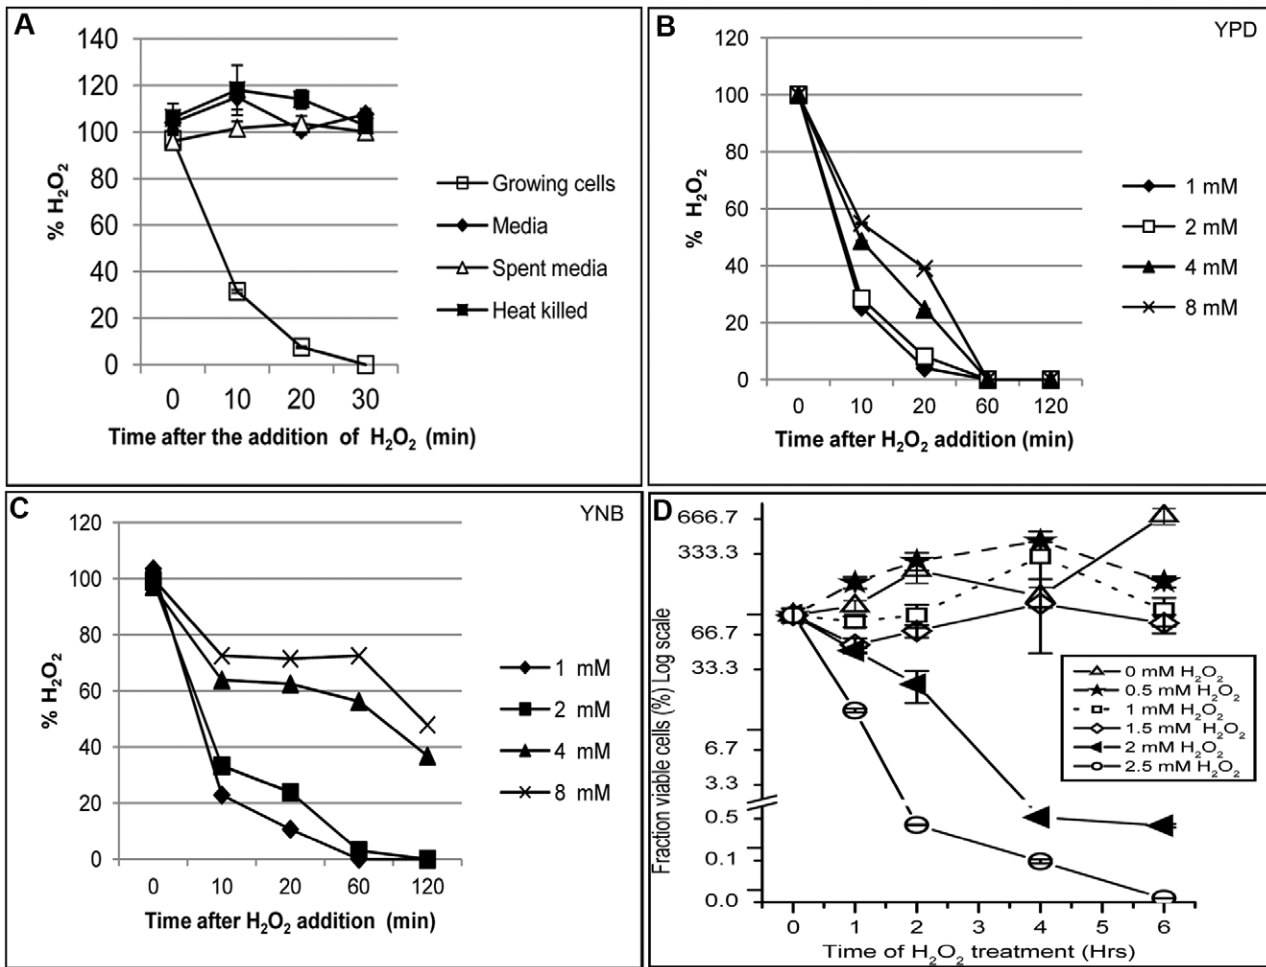 A
140
120
100
80
60
40
20
0
% H₂O₂
0 10 20 30
Time after the addition of H₂O₂ (min)
Growing cells
Media
Spent media
Heat killed
B
YPD
120
100
80
60
40
20
0
% H₂O₂
0 10 20 60 120
Time after H₂O₂ addition (min)
1 mM
2 mM
4 mM
8 mM
C
YNB
120
100
80
60
40
20
0
% H₂O₂
0 10 20 60 120
Time after H₂O₂ addition (min)
1 mM
2 mM
4 mM
8 mM
D
666.7
333.3
66.7
33.3
6.7
3.3
0.5
0.1
0.0
Fraction viable cells (%) Log scale
0 1 2 3 4 5 6
Time of H₂O₂ treatment (Hrs)
0 mM H₂O₂
0.5 mM H₂O₂
1 mM H₂O₂
1.5 mM H₂O₂
2 mM H₂O₂
2.5 mM H₂O₂